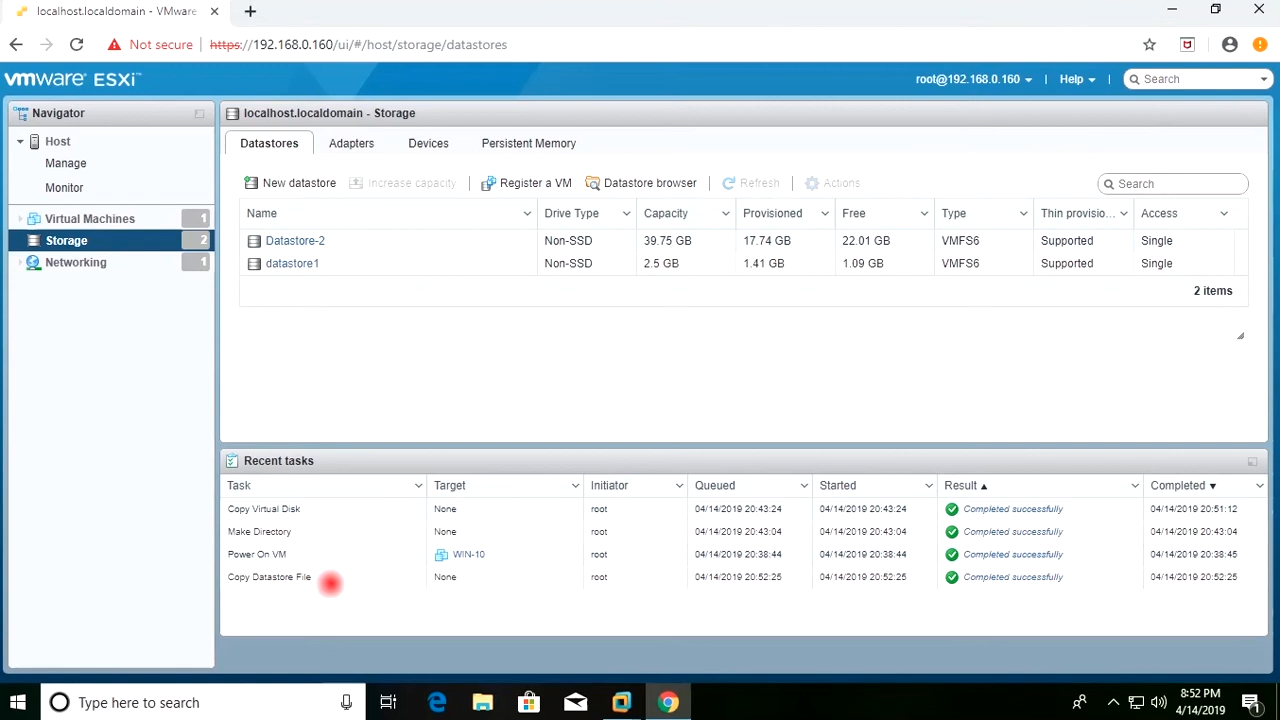 localhost.localdomain - VMware
Not secure
https://192.168.0.160/ui/#/host/storage/datastores
vmware ESXi™
root@192.168.0.160
Help
Search
Navigator
Host
Manage
Monitor
Virtual Machines 1
Storage 2
Networking 1
localhost.localdomain - Storage
Datastores Adapters Devices Persistent Memory
New datastore Increase capacity Register a VM Datastore browser Refresh Actions Search
Name Drive Type Capacity Provisioned Free Type Thin provisio... Access
Datastore-2 Non-SSD 39.75 GB 17.74 GB 22.01 GB VMFS6 Supported Single
datastore1 Non-SSD 2.5 GB 1.41 GB 1.09 GB VMFS6 Supported Single
2 items
Recent tasks
Task Target Initiator Queued Started Result Completed
Copy Virtual Disk None root 04/14/2019 20:43:24 04/14/2019 20:43:24 Completed successfully 04/14/2019 20:51:12
Make Directory None root 04/14/2019 20:43:04 04/14/2019 20:43:04 Completed successfully 04/14/2019 20:43:04
Power On VM WIN-10 root 04/14/2019 20:38:44 04/14/2019 20:38:44 Completed successfully 04/14/2019 20:38:45
Copy Datastore File None root 04/14/2019 20:52:25 04/14/2019 20:52:25 Completed successfully 04/14/2019 20:52:25
Type here to search
8:52 PM
4/14/2019
1